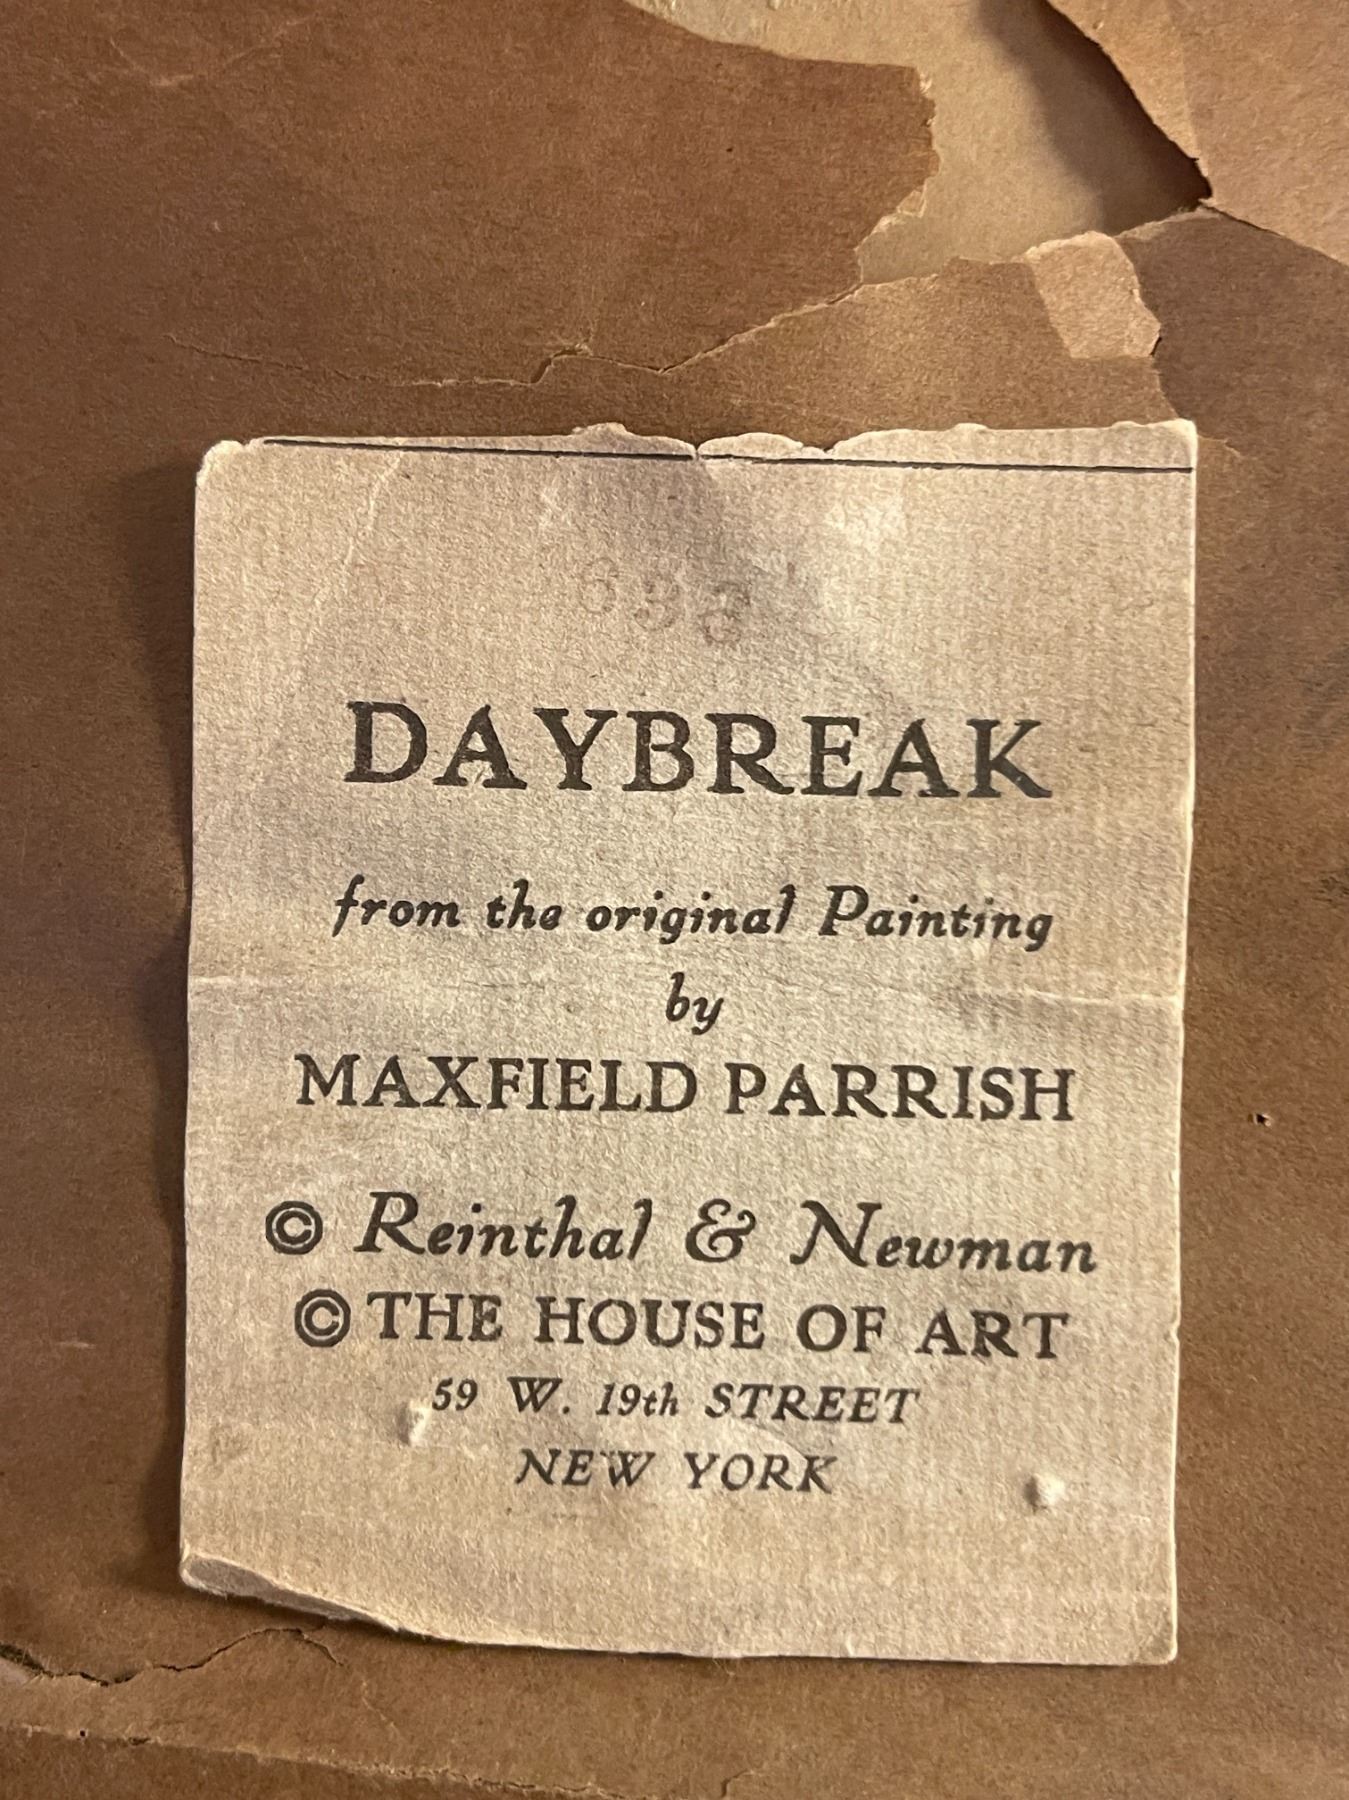 DAYBREAK
from the original Painting
by
MAXFIELD PARRISH
© Reinthal & Newman
© THE HOUSE OF ART
59 W. 19th STREET
NEW YORK